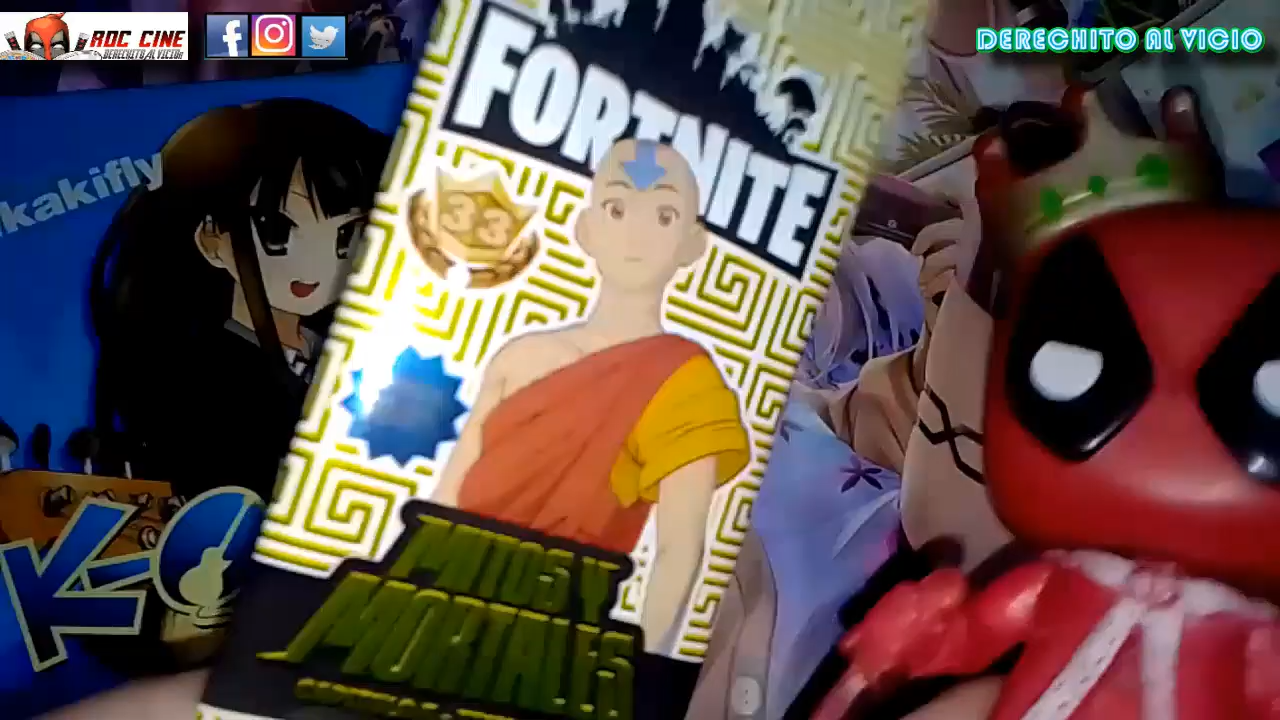 ROC CINE
DERECHITO AL VICIO
DERECHITO AL VICIO
kakifly
FORTNITE
33
K-O
MITOS Y
MORTALES